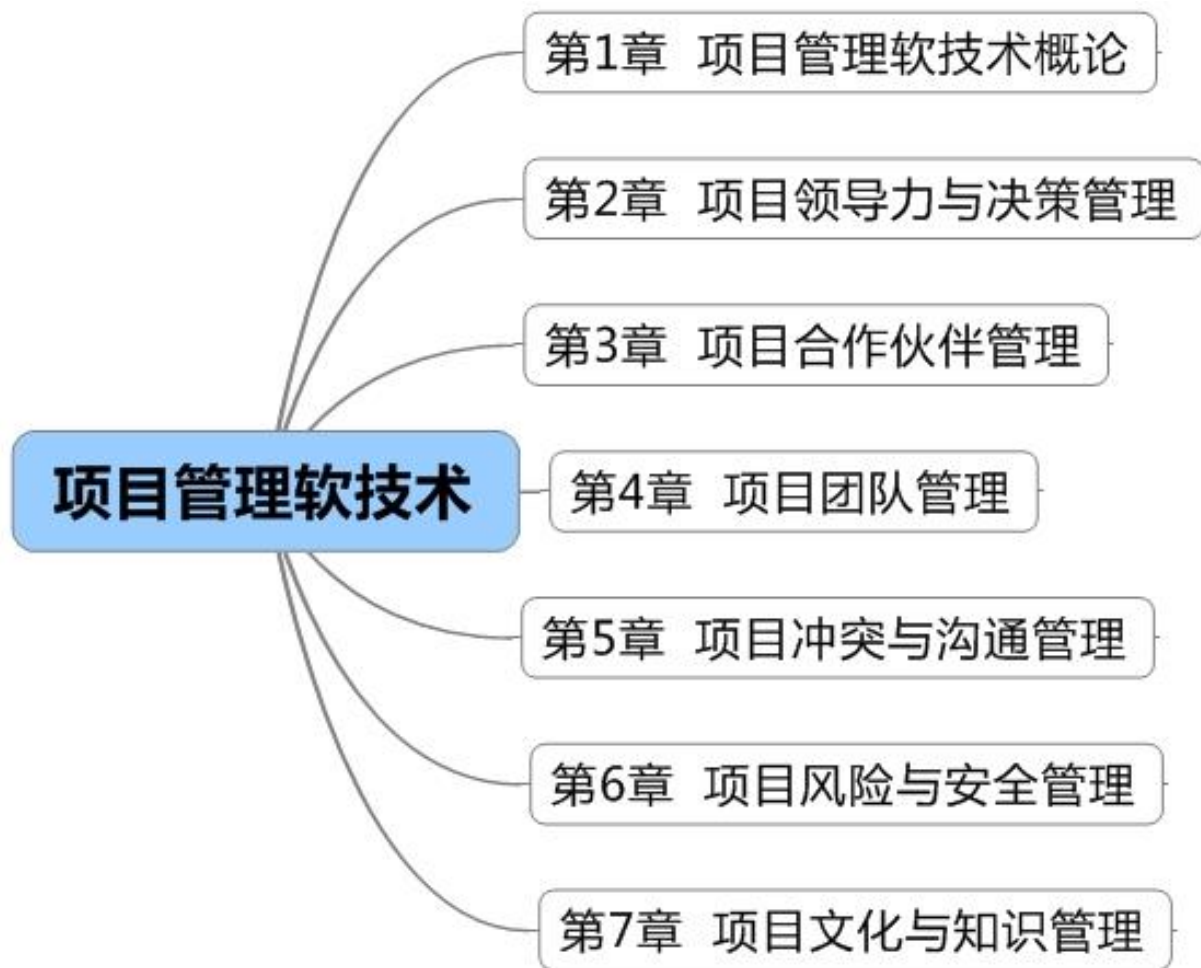 第1章 项目管理软技术概论
第2章 项目领导力与决策管理
第3章 项目合作伙伴管理
项目管理软技术
第4章 项目团队管理
第5章 项目冲突与沟通管理
第6章 项目风险与安全管理
第7章 项目文化与知识管理